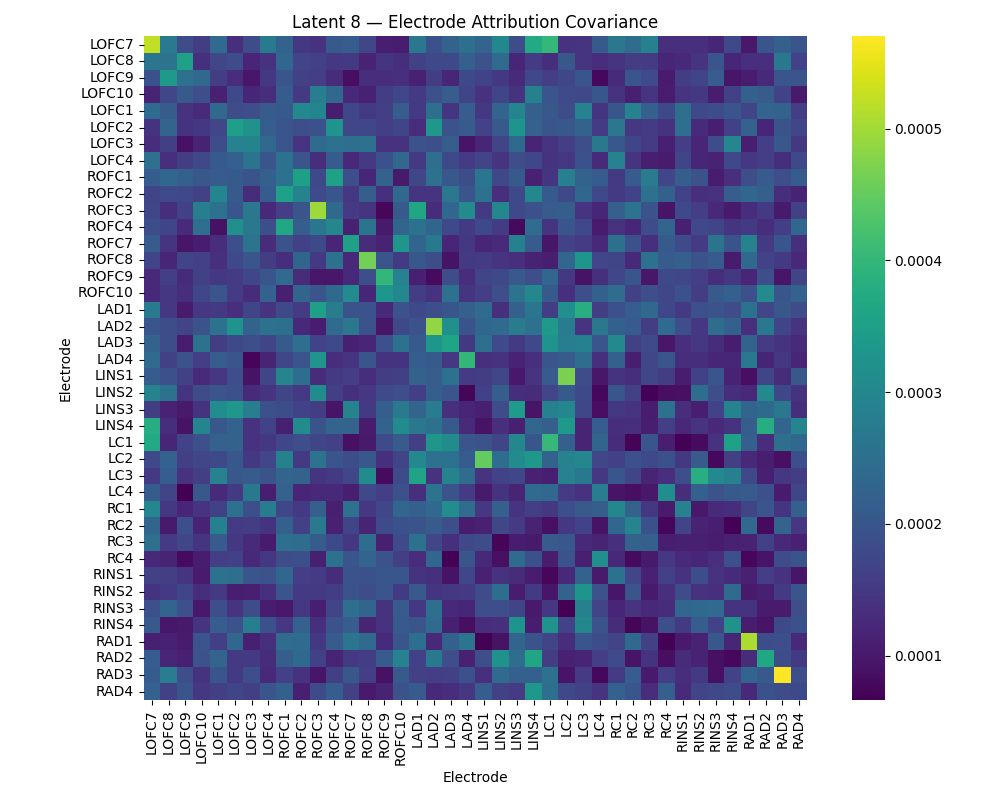 Latent 8 — Electrode Attribution Covariance
Electrode
LOFC7
LOFC8
LOFC9
LOFC10
LOFC1
LOFC2
LOFC3
LOFC4
ROFC1
ROFC2
ROFC3
ROFC4
ROFC7
ROFC8
ROFC9
ROFC10
LAD1
LAD2
LAD3
LAD4
LINS1
LINS2
LINS3
LINS4
LC1
LC2
LC3
LC4
RC1
RC2
RC3
RC4
RINS1
RINS2
RINS3
RINS4
RAD1
RAD2
RAD3
RAD4
LOFC7
LOFC8
LOFC9
LOFC10
LOFC1
LOFC2
LOFC3
LOFC4
ROFC1
ROFC2
ROFC3
ROFC4
ROFC7
ROFC8
ROFC9
ROFC10
LAD1
LAD2
LAD3
LAD4
LINS1
LINS2
LINS3
LINS4
LC1
LC2
LC3
LC4
RC1
RC2
RC3
RC4
RINS1
RINS2
RINS3
RINS4
RAD1
RAD2
RAD3
RAD4
Electrode
0.0005
0.0004
0.0003
0.0002
0.0001